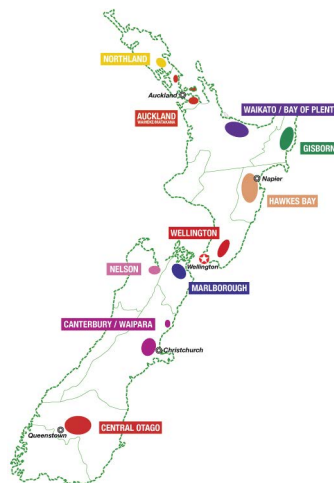 NORTHLAND
Auckland
AUCKLAND
WAIHEKE/MATAKANA
WAIKATO / BAY OF PLENT
GISBORN
Napier
HAWKES BAY
WELLINGTON
NELSON
Wellington
MARLBOROUGH
CANTERBURY / WAIPARA
Christchurch
CENTRAL OTAGO
Queenstown